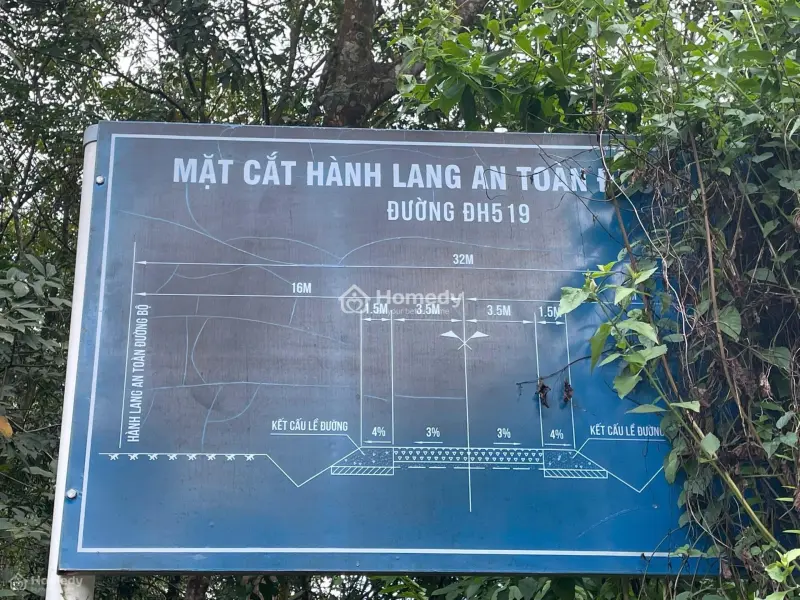 MẶT CẮT HÀNH LANG AN TOÀN
ĐƯỜNG ĐH519
32M
16M
1.5M 3.5M 3.5M 1.5M
HÀNH LANG AN TOÀN ĐƯỜNG BỘ
KẾT CẤU LỀ ĐƯỜNG 4% 3% 3% 4% KẾT CẤU LỀ ĐƯỜNG
Homedy
Homedy